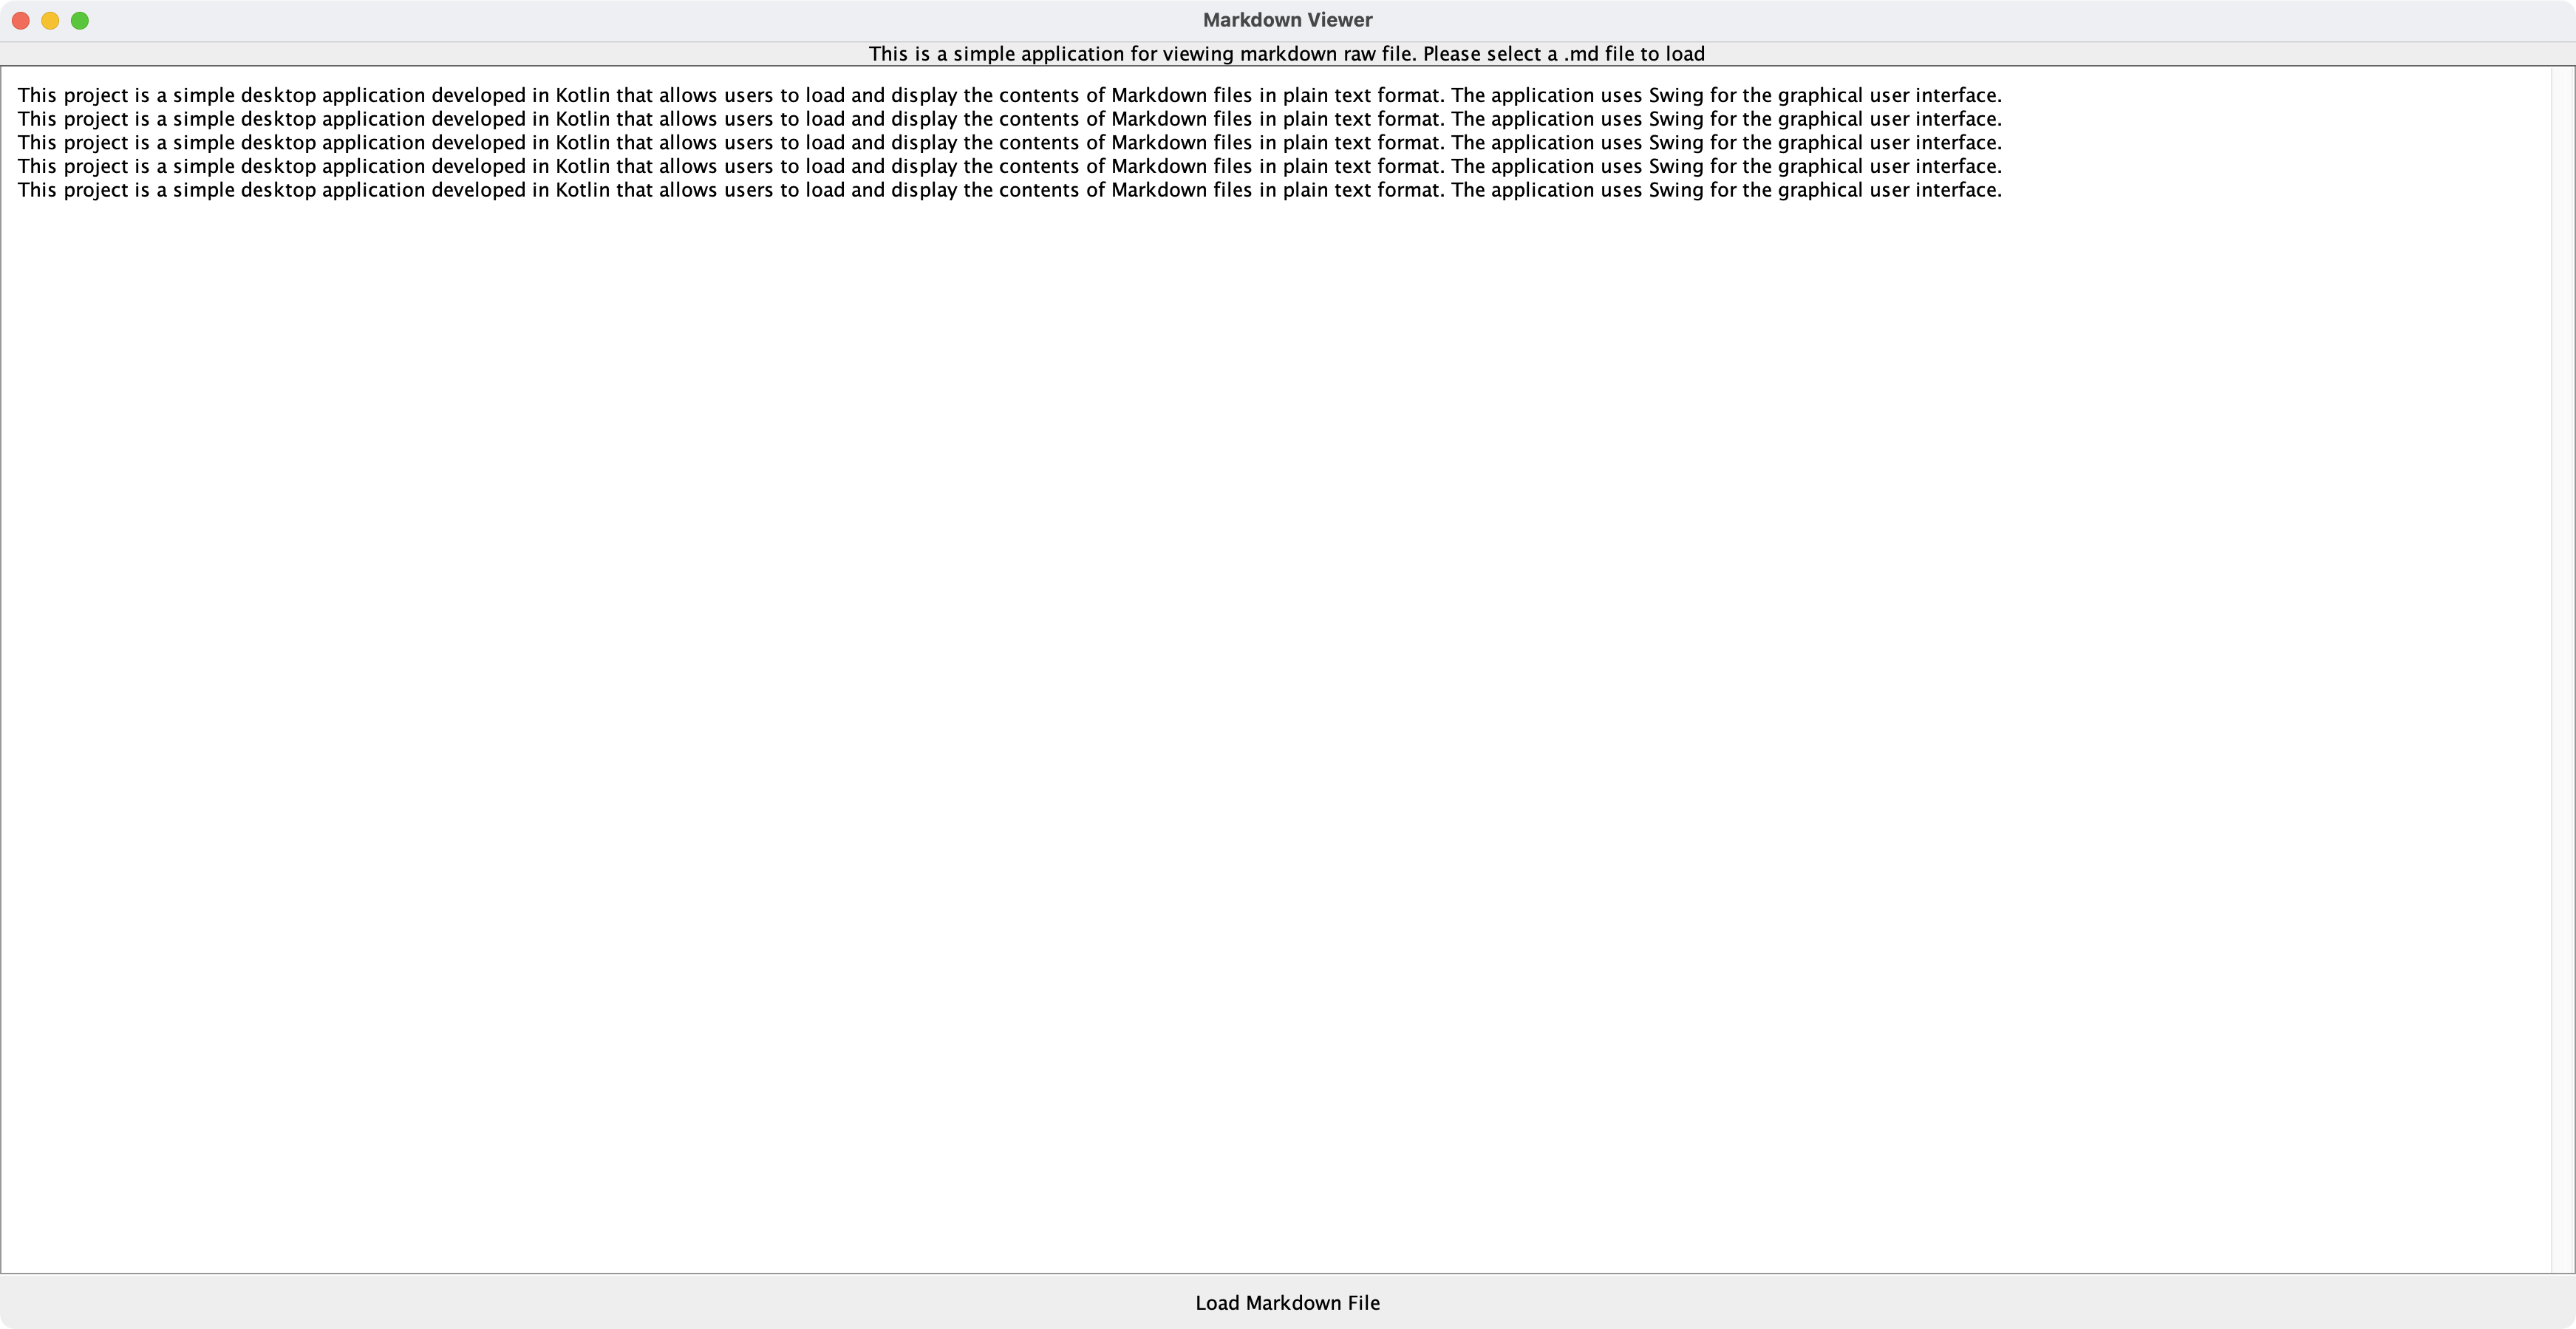 Markdown Viewer
This is a simple application for viewing markdown raw file. Please select a .md file to load
This project is a simple desktop application developed in Kotlin that allows users to load and display the contents of Markdown files in plain text format. The application uses Swing for the graphical user interface.
This project is a simple desktop application developed in Kotlin that allows users to load and display the contents of Markdown files in plain text format. The application uses Swing for the graphical user interface.
This project is a simple desktop application developed in Kotlin that allows users to load and display the contents of Markdown files in plain text format. The application uses Swing for the graphical user interface.
This project is a simple desktop application developed in Kotlin that allows users to load and display the contents of Markdown files in plain text format. The application uses Swing for the graphical user interface.
This project is a simple desktop application developed in Kotlin that allows users to load and display the contents of Markdown files in plain text format. The application uses Swing for the graphical user interface.
Load Markdown File